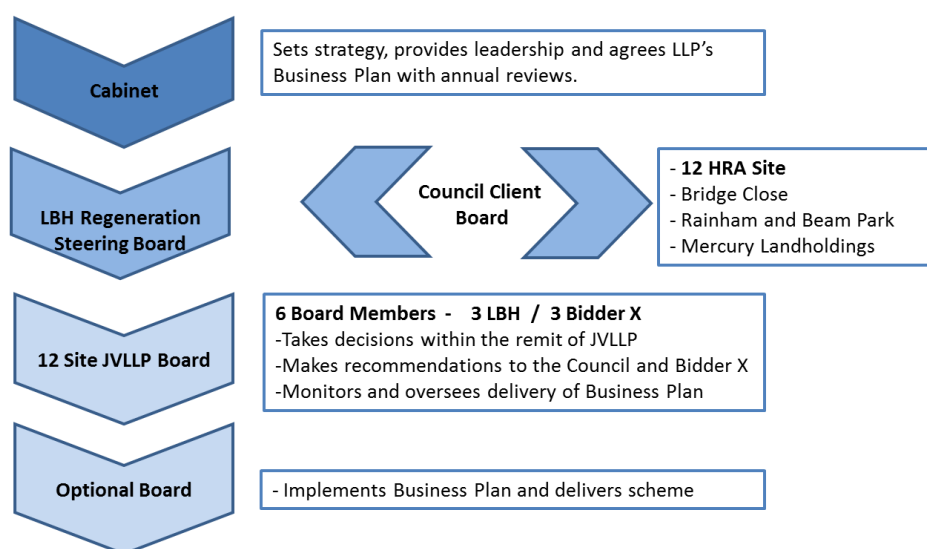 Cabinet
Sets strategy, provides leadership and agrees LLP's
Business Plan with annual reviews.
LBH Regeneration
Steering Board
Council Client
Board
- 12 HRA Site
- Bridge Close
- Rainham and Beam Park
- Mercury Landholdings
12 Site JVLLP Board
6 Board Members - 3 LBH / 3 Bidder X
-Takes decisions within the remit of JVLLP
-Makes recommendations to the Council and Bidder X
-Monitors and oversees delivery of Business Plan
Optional Board
- Implements Business Plan and delivers scheme